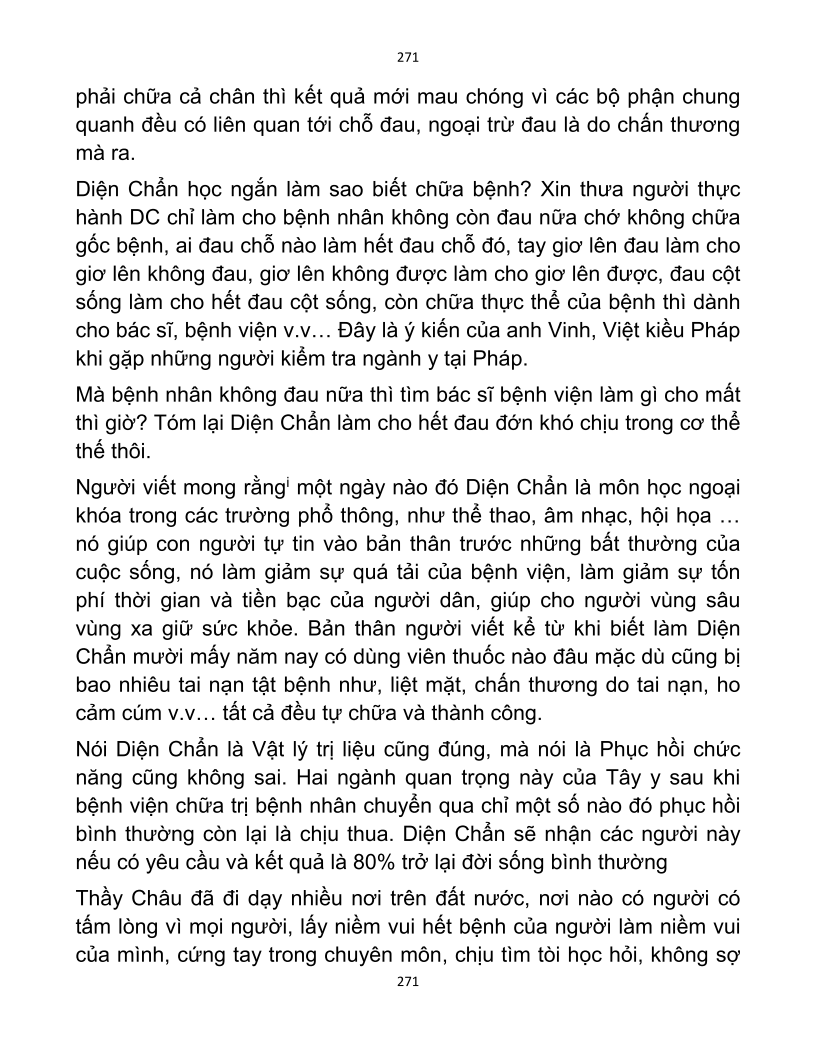 271
phải chữa cả chân thì kết quả mới mau chóng vì các bộ phận chung
quanh đều có liên quan tới chỗ đau, ngoại trừ đau là do chấn thương
mà ra.
Diện Chẩn học ngắn làm sao biết chữa bệnh? Xin thưa người thực
hành DC chỉ làm cho bệnh nhân không còn đau nữa chớ không chữa
gốc bệnh, ai đau chỗ nào làm hết đau chỗ đó, tay giơ lên đau làm cho
giơ lên không đau, giơ lên không được làm cho giơ lên được, đau cột
sống làm cho hết đau cột sống, còn chữa thực thể của bệnh thì dành
cho bác sĩ, bệnh viện v.v… Đây là ý kiến của anh Vinh, Việt kiều Pháp
khi gặp những người kiểm tra ngành y tại Pháp.
Mà bệnh nhân không đau nữa thì tìm bác sĩ bệnh viện làm gì cho mất
thì giờ? Tóm lại Diện Chẩn làm cho hết đau đớn khó chịu trong cơ thể
thế thôi.
Người viết mong rằngⁱ một ngày nào đó Diện Chẩn là môn học ngoại
khóa trong các trường phổ thông, như thể thao, âm nhạc, hội họa …
nó giúp con người tự tin vào bản thân trước những bất thường của
cuộc sống, nó làm giảm sự quá tải của bệnh viện, làm giảm sự tốn
phí thời gian và tiền bạc của người dân, giúp cho người vùng sâu
vùng xa giữ sức khỏe. Bản thân người viết kể từ khi biết làm Diện
Chẩn mười mấy năm nay có dùng viên thuốc nào đâu mặc dù cũng bị
bao nhiêu tai nạn tật bệnh như, liệt mặt, chấn thương do tai nạn, ho
cảm cúm v.v… tất cả đều tự chữa và thành công.
Nói Diện Chẩn là Vật lý trị liệu cũng đúng, mà nói là Phục hồi chức
năng cũng không sai. Hai ngành quan trọng này của Tây y sau khi
bệnh viện chữa trị bệnh nhân chuyển qua chỉ một số nào đó phục hồi
bình thường còn lại là chịu thua. Diện Chẩn sẽ nhận các người này
nếu có yêu cầu và kết quả là 80% trở lại đời sống bình thường
Thầy Châu đã đi dạy nhiều nơi trên đất nước, nơi nào có người có
tấm lòng vì mọi người, lấy niềm vui hết bệnh của người làm niềm vui
của mình, cứng tay trong chuyên môn, chịu tìm tòi học hỏi, không sợ
271